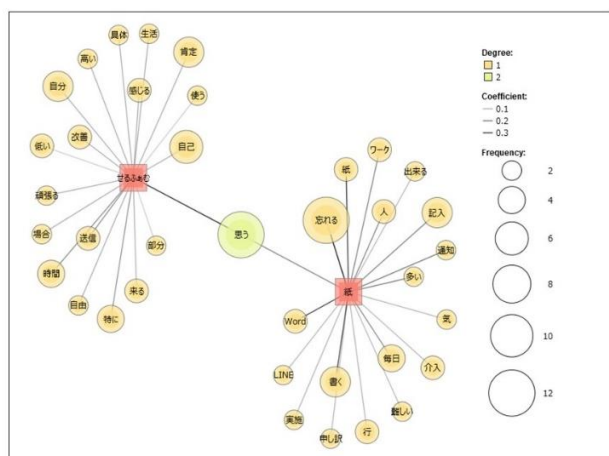 具体
生活
高い
肯定
自分
感じる
使う
改善
自己
低い
せるふぁむ
頑張る
場合
送信
部分
時間
来る
自由
特に
思う
ワーク
紙
出来る
忘れる
人
記入
通知
多い
紙
Word
気
毎日
介入
LINE
書く
難しい
実施
申し訳
行
Degree:
1
2
Coefficient:
0.1
0.2
0.3
Frequency:
2
4
6
8
10
12